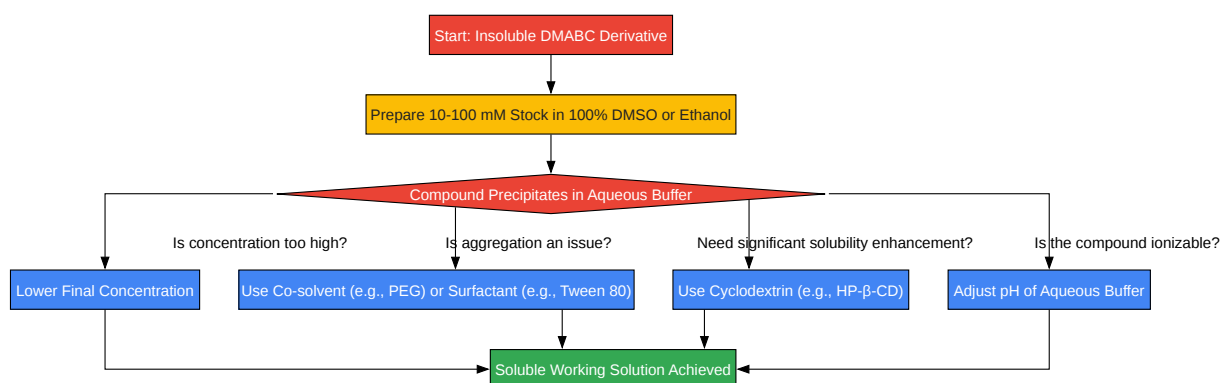 Start: Insoluble DMABC Derivative
Prepare 10-100 mM Stock in 100% DMSO or Ethanol
Compound Precipitates in Aqueous Buffer
Is concentration too high?
Is aggregation an issue?
Need significant solubility enhancement?
Is the compound ionizable?
Lower Final Concentration
Use Co-solvent (e.g., PEG) or Surfactant (e.g., Tween 80)
Use Cyclodextrin (e.g., HP-β-CD)
Adjust pH of Aqueous Buffer
Soluble Working Solution Achieved